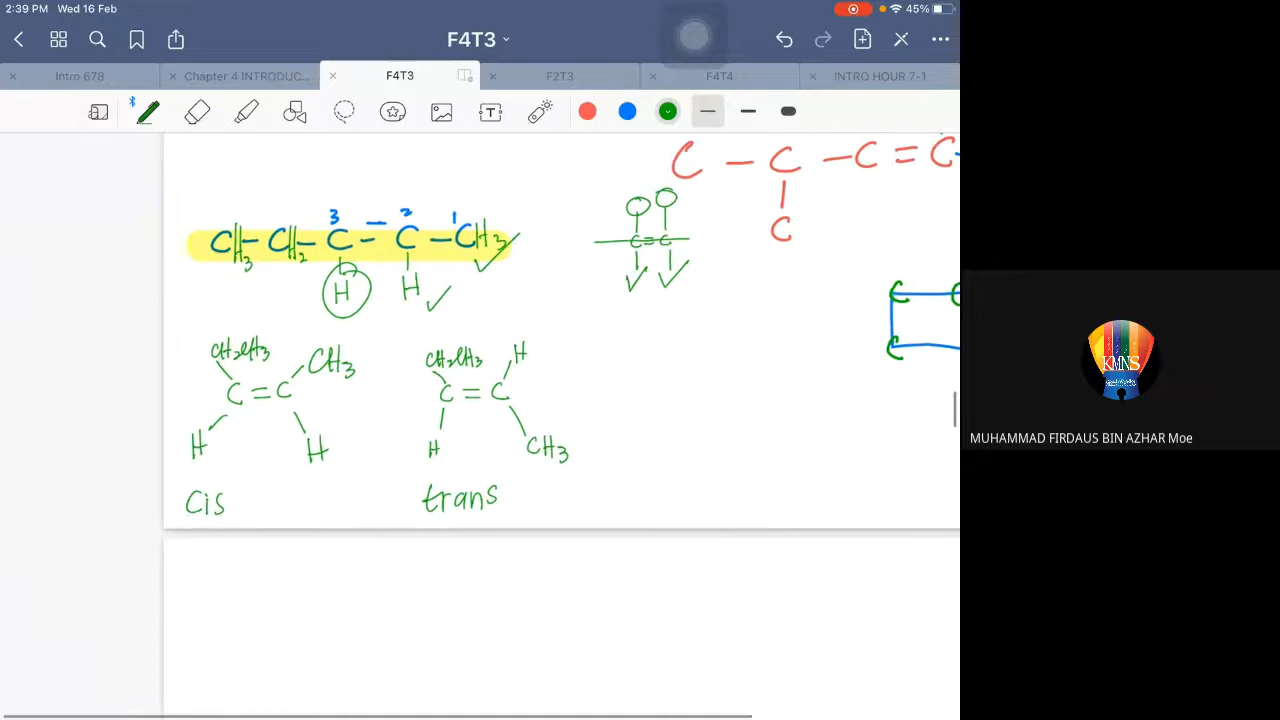 2:39 PM Wed 16 Feb
45%
F4T3
Intro 678
Chapter 4 INTRODUC...
F4T3
F2T3
F4T4
INTRO HOUR 7-1
C — C — C = C
C
3 2 1
CH3 - CH2 - C = C - CH3
H H
C = C
C
C
CH2CH3 CH3
C = C
H H
CH2CH3 H
C = C
H CH3
cis trans
KMNS
MUHAMMAD FIRDAUS BIN AZHAR Moe